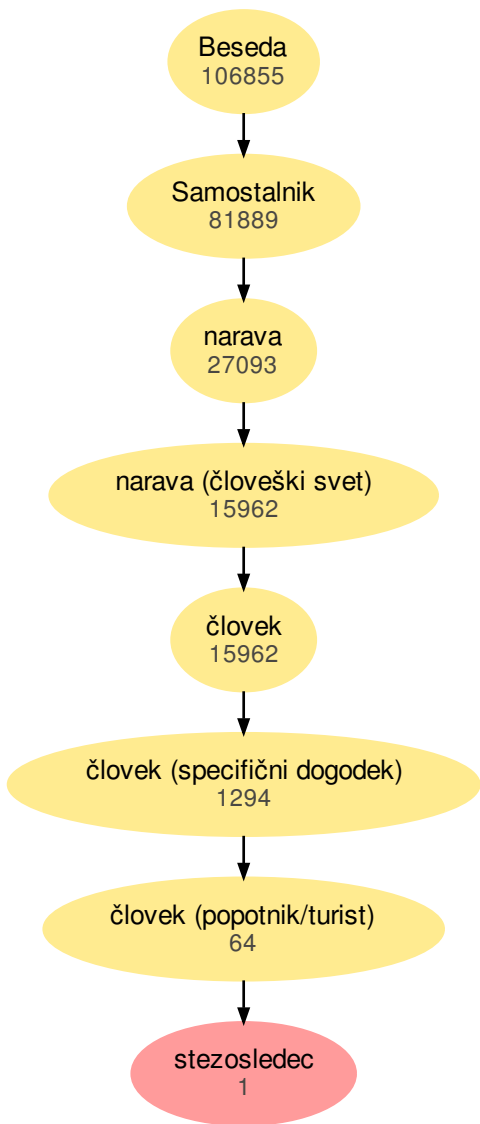 Beseda
106855
Samostalnik
81889
narava
27093
narava (človeški svet)
15962
človek
15962
človek (specifični dogodek)
1294
človek (popotnik/turist)
64
stezosledec
1